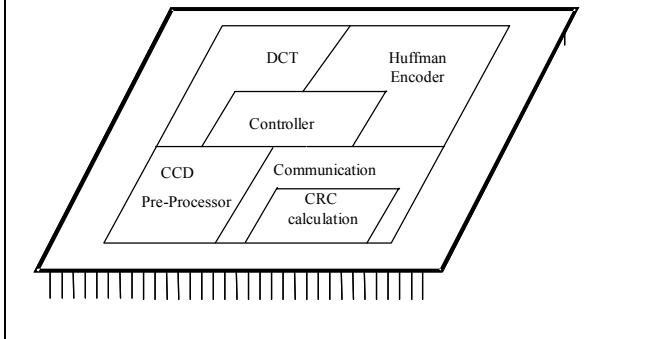 DCT
Huffman
Encoder
Controller
CCD
Pre-Processor
Communication
CRC
calculation